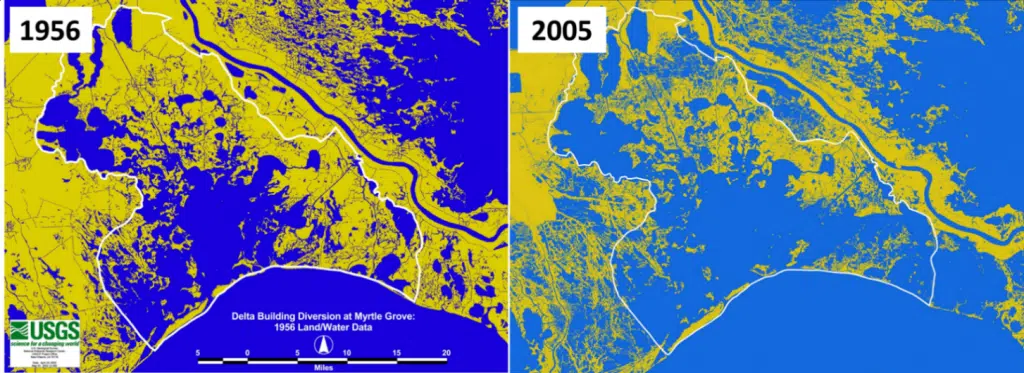 1956
2005
USGS
science for a changing world
Delta Building Diversion at Myrtle Grove:
1956 Land/Water Data
5 0 5 10 15 20
Miles